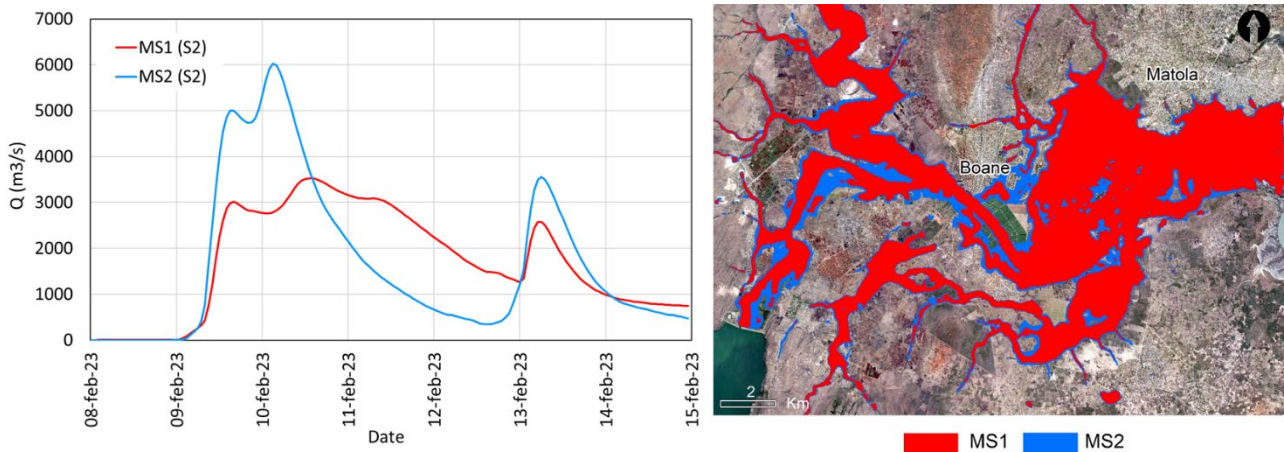 7000
6000
5000
4000
3000
2000
1000
0
Q (m3/s)
MS1 (S2)
MS2 (S2)
08-feb-23
09-feb-23
10-feb-23
11-feb-23
12-feb-23
13-feb-23
14-feb-23
15-feb-23
Date
Matola
Boane
2
Km
MS1
MS2